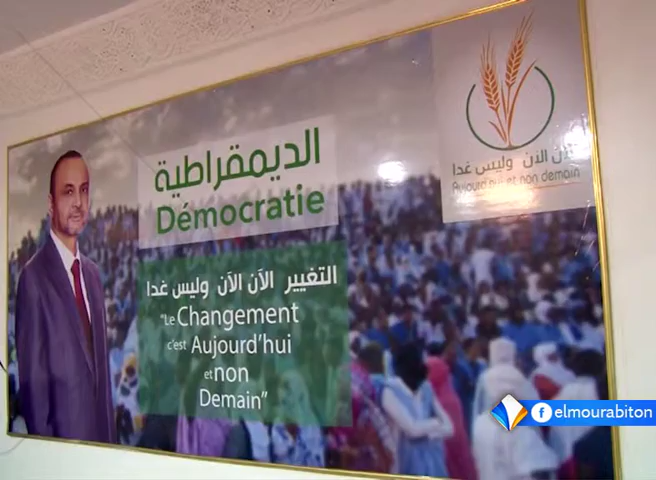 الديمقراطية
Démocratie
التغيير الآن الآن وليس غدا
"Le Changement
c'est Aujourd'hui
et non
Demain"
الآن وليس غدا
Aujourd'hui et non demain
elmourabiton